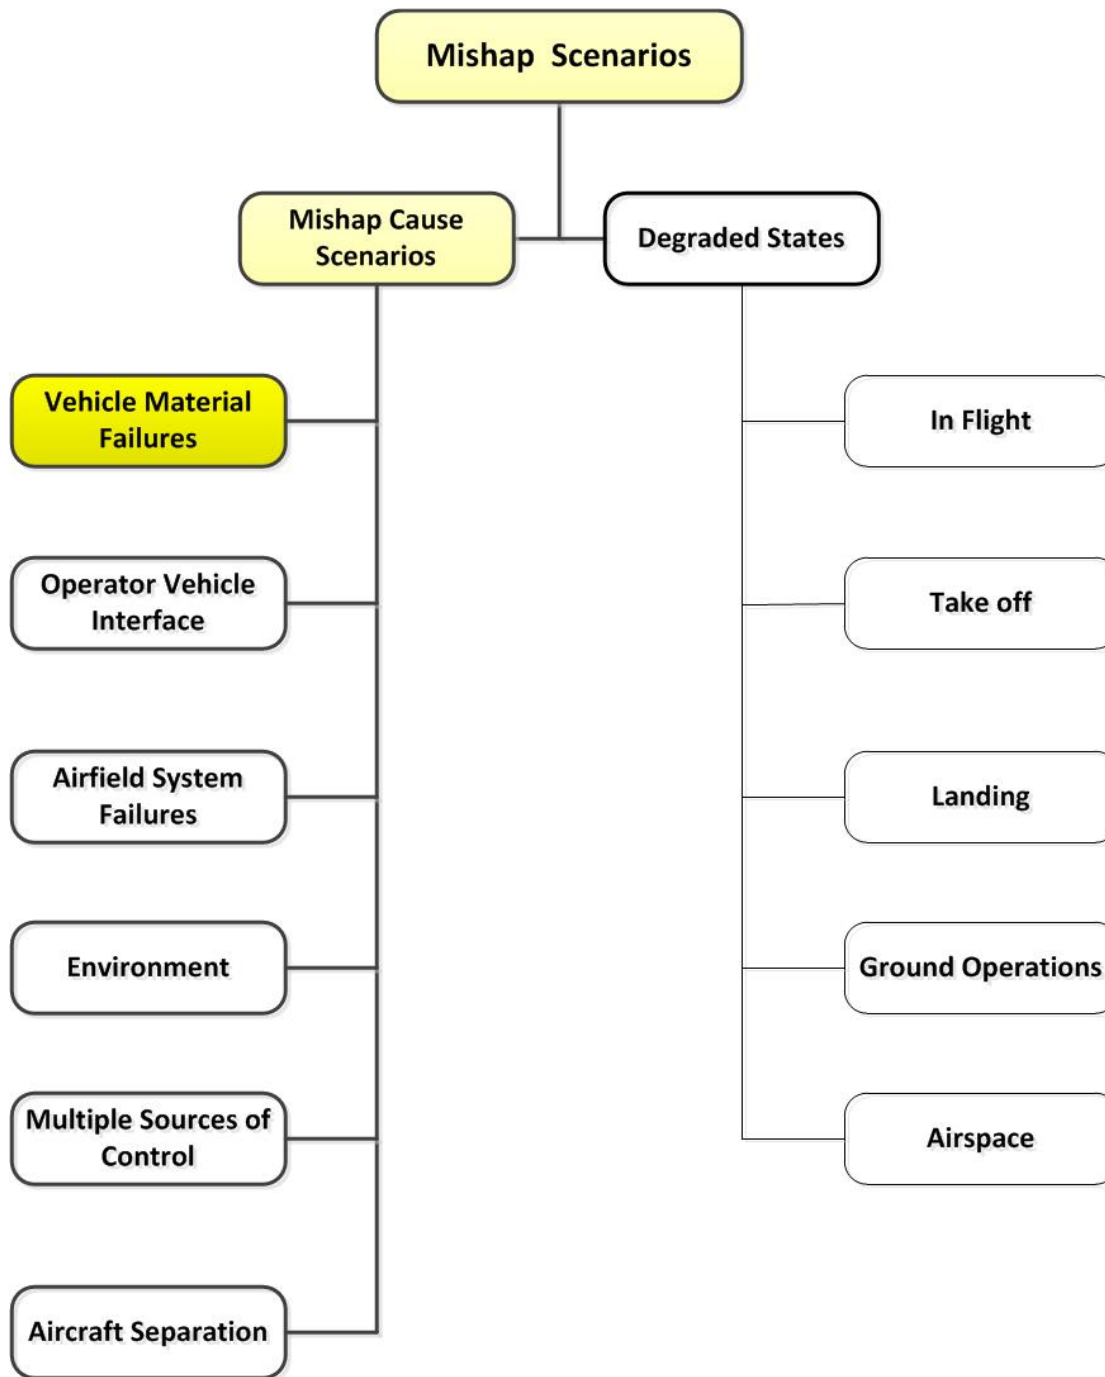 Mishap Scenarios
Mishap Cause
Scenarios
Degraded States
Vehicle Material
Failures
Operator Vehicle
Interface
Airfield System
Failures
Environment
Multiple Sources of
Control
Aircraft Separation
In Flight
Take off
Landing
Ground Operations
Airspace